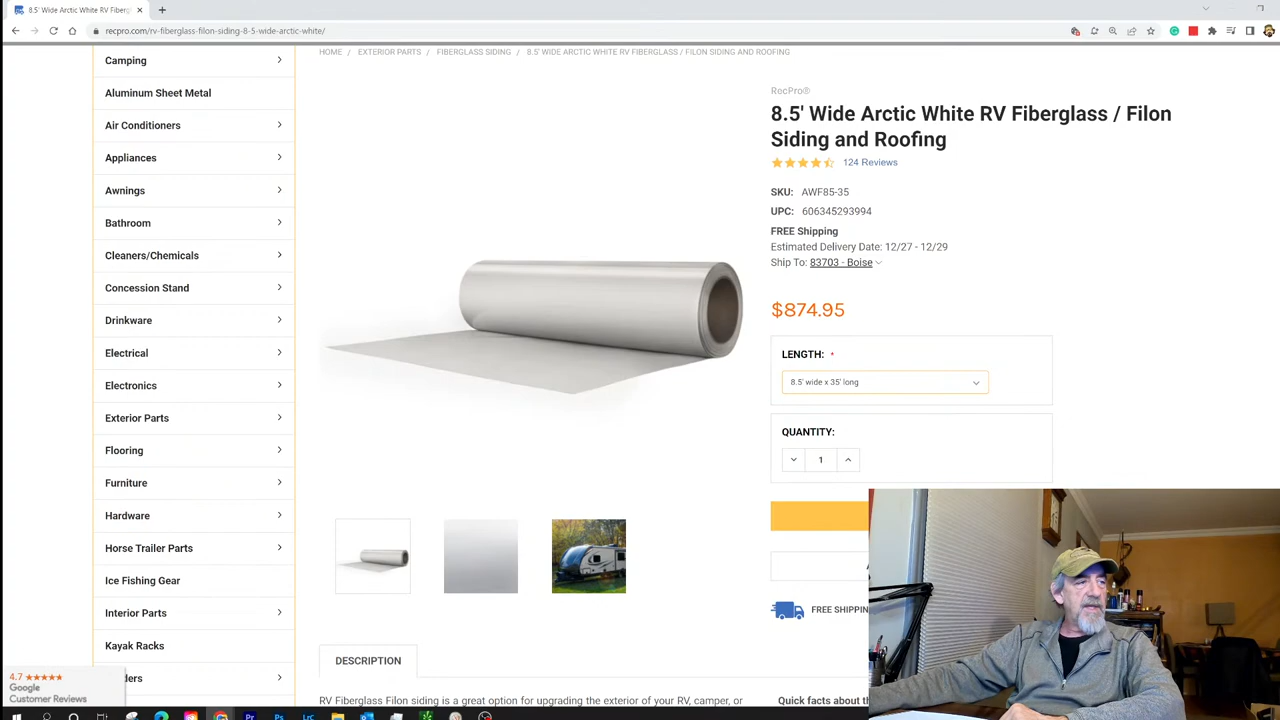 8.5' Wide Arctic White RV Fiberg
recpro.com/rv-fiberglass-filon-siding-8-5-wide-arctic-white/
HOME / EXTERIOR PARTS / FIBERGLASS SIDING / 8.5' WIDE ARCTIC WHITE RV FIBERGLASS / FILON SIDING AND ROOFING
Camping
Aluminum Sheet Metal
Air Conditioners
Appliances
Awnings
Bathroom
Cleaners/Chemicals
Concession Stand
Drinkware
Electrical
Electronics
Exterior Parts
Flooring
Furniture
Hardware
Horse Trailer Parts
Ice Fishing Gear
Interior Parts
Kayak Racks
ders
4.7 ★★★★★
Google
Customer Reviews
RecPro®
8.5' Wide Arctic White RV Fiberglass / Filon
Siding and Roofing
124 Reviews
SKU: AWF85-35
UPC: 606345293994
FREE Shipping
Estimated Delivery Date: 12/27 - 12/29
Ship To: 83703 - Boise
$874.95
LENGTH: *
8.5' wide x 35' long
QUANTITY:
1
FREE SHIPPIN
DESCRIPTION
RV Fiberglass Filon siding is a great option for upgrading the exterior of your RV, camper, or
Quick facts about th